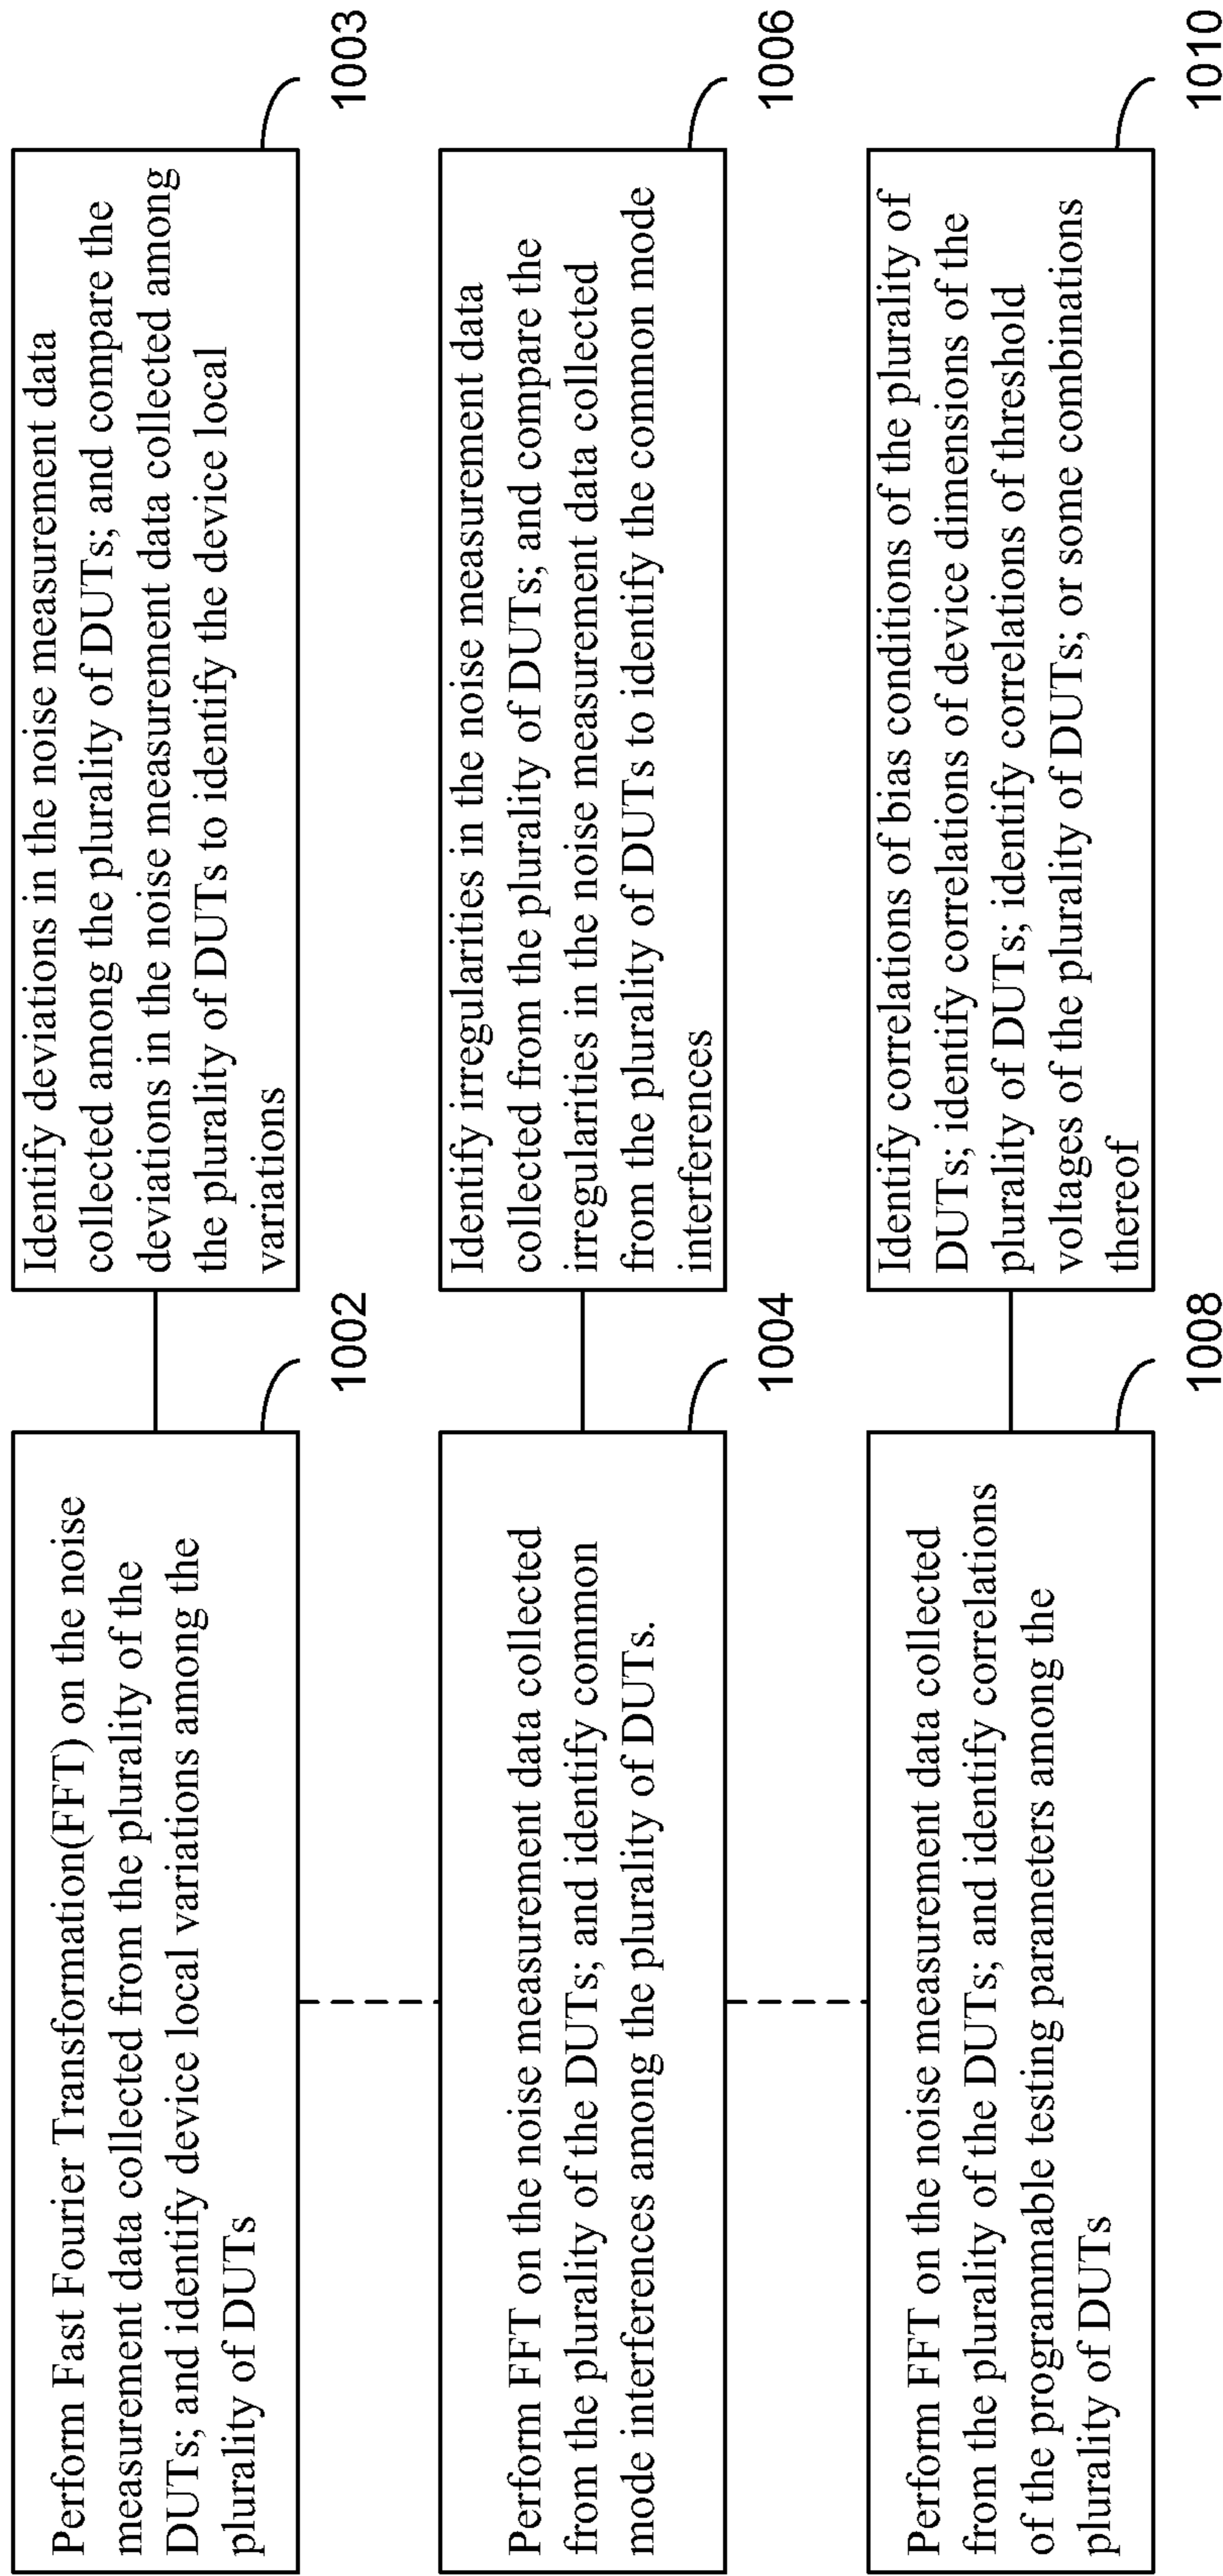 Perform Fast Fourier Transformation(FFT) on the noise
measurement data collected from the plurality of the
DUTs; and identify device local variations among the
plurality of DUTs
1002
Identify deviations in the noise measurement data
collected among the plurality of DUTs; and compare the
deviations in the noise measurement data collected among
the plurality of DUTs to identify the device local
variations
1003
Perform FFT on the noise measurement data collected
from the plurality of the DUTs; and identify common
mode interferences among the plurality of DUTs.
1004
Identify irregularities in the noise measurement data
collected from the plurality of DUTs; and compare the
irregularities in the noise measurement data collected
from the plurality of DUTs to identify the common mode
interferences
1006
Perform FFT on the noise measurement data collected
from the plurality of the DUTs; and identify correlations
of the programmable testing parameters among the
plurality of DUTs
1008
Identify correlations of bias conditions of the plurality of
DUTs; identify correlations of device dimensions of the
plurality of DUTs; identify correlations of threshold
voltages of the plurality of DUTs; or some combinations
thereof
1010